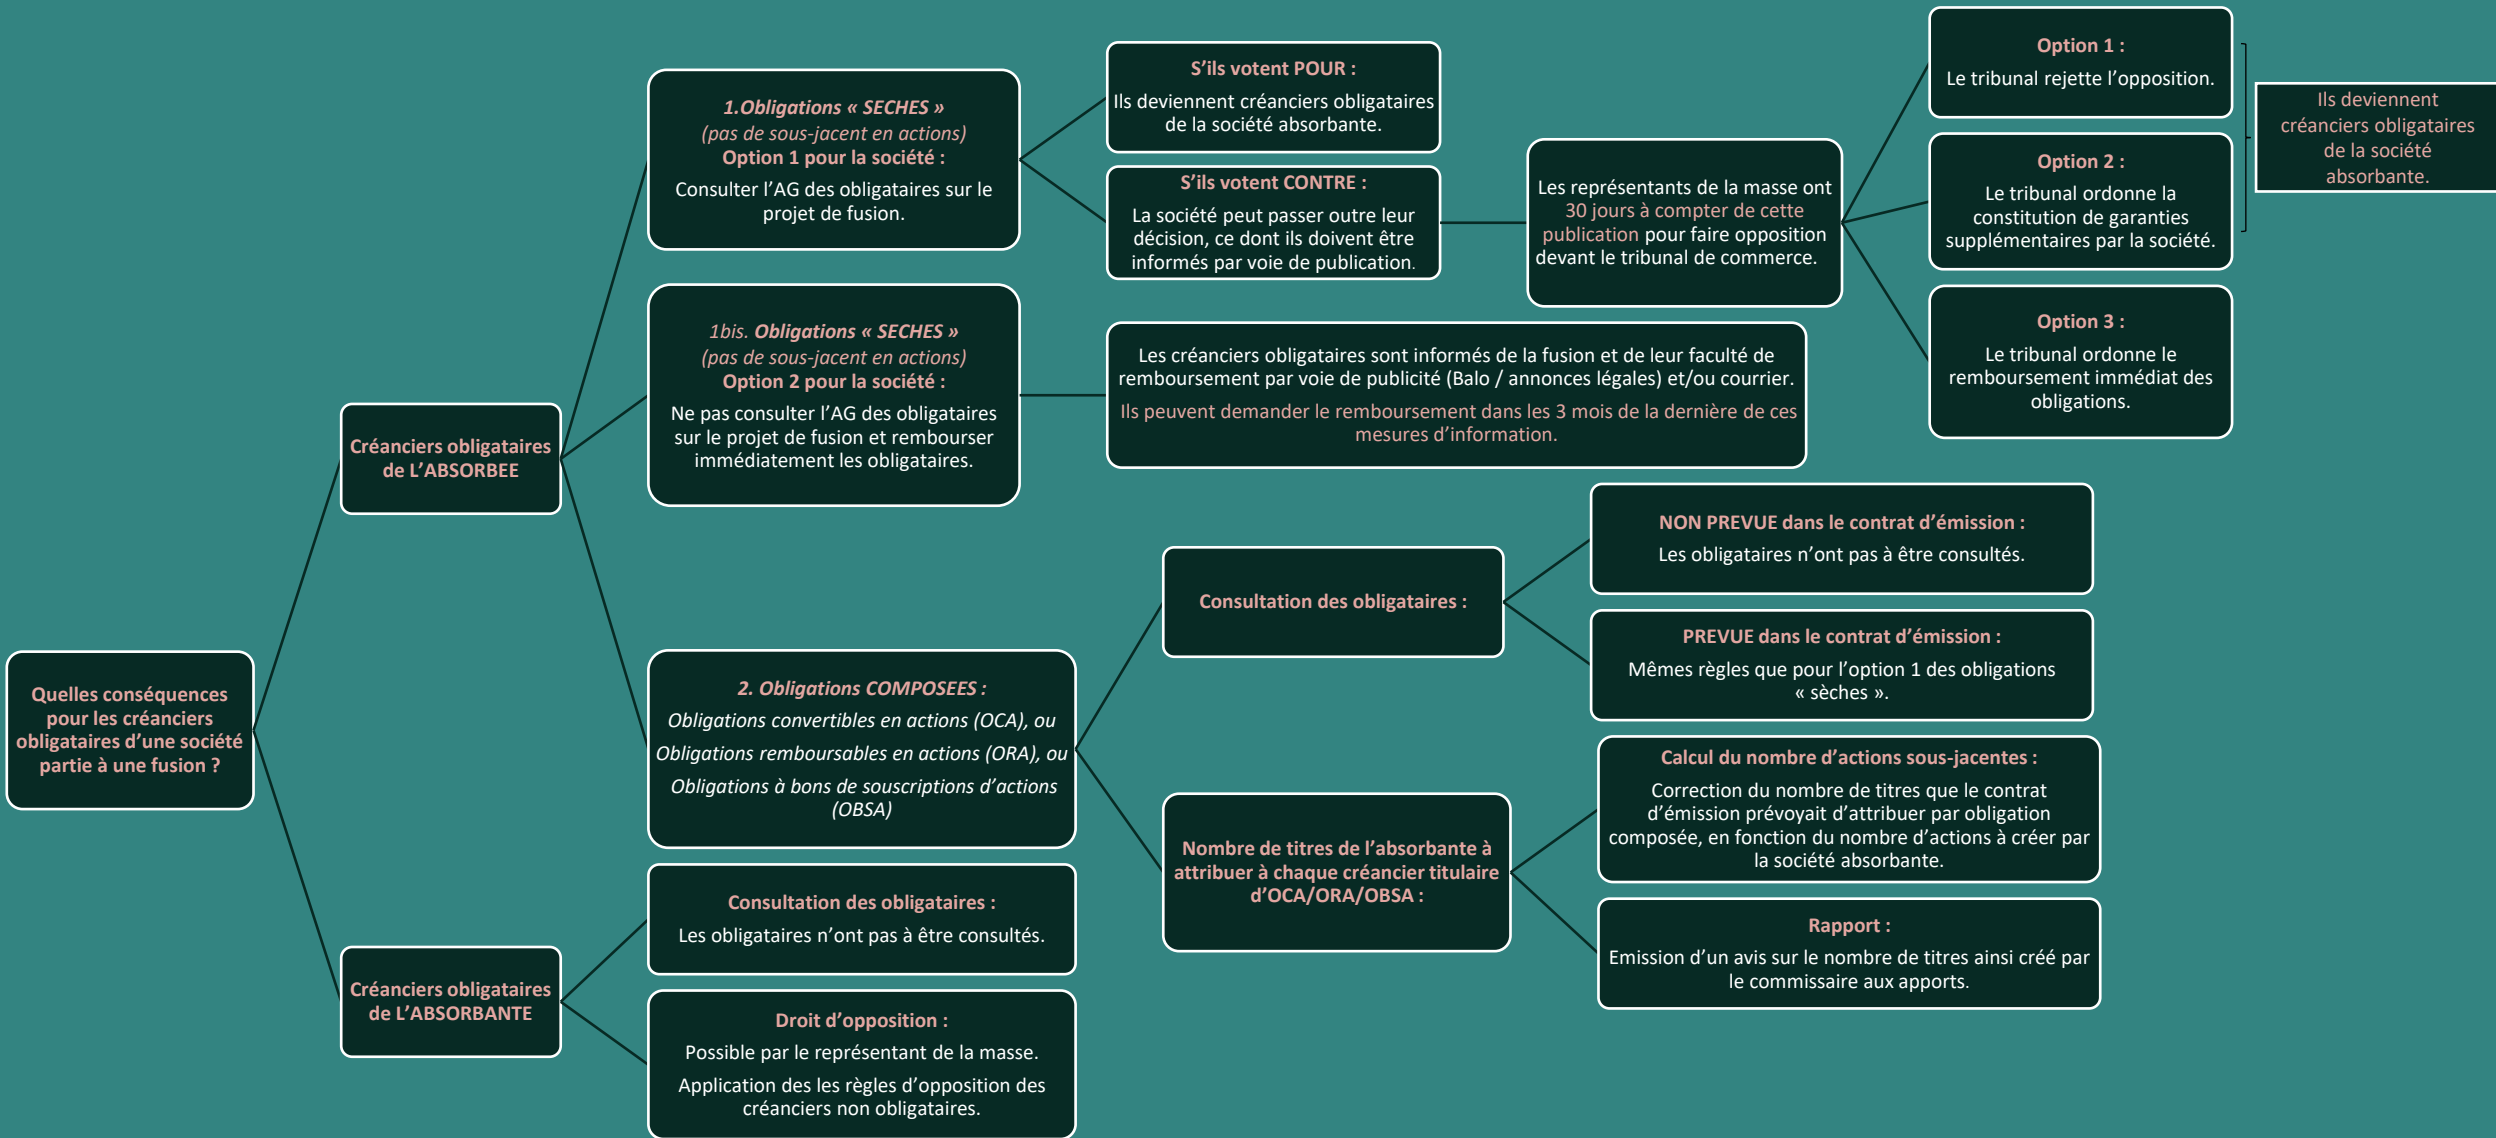 Quelles conséquences
pour les créanciers
obligataires d'une société
partie à une fusion ?
Créanciers obligataires
de L'ABSORBEE
1.Obligations « SECHES »
(pas de sous-jacent en actions)
Option 1 pour la société :
Consulter l'AG des obligataires sur le
projet de fusion.
S'ils votent POUR :
Ils deviennent créanciers obligataires
de la société absorbante.
S'ils votent CONTRE :
La société peut passer outre leur
décision, ce dont ils doivent être
informés par voie de publication.
Les représentants de la masse ont
30 jours à compter de cette
publication pour faire opposition
devant le tribunal de commerce.
Option 1 :
Le tribunal rejette l'opposition.
Option 2 :
Le tribunal ordonne la
constitution de garanties
supplémentaires par la société.
Ils deviennent
créanciers obligataires
de la société
absorbante.
Option 3 :
Le tribunal ordonne le
remboursement immédiat des
obligations.
1bis. Obligations « SECHES »
(pas de sous-jacent en actions)
Option 2 pour la société :
Ne pas consulter l'AG des obligataires
sur le projet de fusion et rembourser
immédiatement les obligataires.
Les créanciers obligataires sont informés de la fusion et de leur faculté de
remboursement par voie de publicité (Balo / annonces légales) et/ou courrier.
Ils peuvent demander le remboursement dans les 3 mois de la dernière de ces
mesures d'information.
2. Obligations COMPOSEES :
Obligations convertibles en actions (OCA), ou
Obligations remboursables en actions (ORA), ou
Obligations à bons de souscriptions d'actions
(OBSA)
Consultation des obligataires :
NON PREVUE dans le contrat d'émission :
Les obligataires n'ont pas à être consultés.
PREVUE dans le contrat d'émission :
Mêmes règles que pour l'option 1 des obligations
« sèches ».
Nombre de titres de l'absorbante à
attribuer à chaque créancier titulaire
d'OCA/ORA/OBSA :
Calcul du nombre d'actions sous-jacentes :
Correction du nombre de titres que le contrat
d'émission prévoyait d'attribuer par obligation
composée, en fonction du nombre d'actions à créer par
la société absorbante.
Rapport :
Emission d'un avis sur le nombre de titres ainsi créé par
le commissaire aux apports.
Créanciers obligataires
de L'ABSORBANTE
Consultation des obligataires :
Les obligataires n'ont pas à être consultés.
Droit d'opposition :
Possible par le représentant de la masse.
Application des les règles d'opposition des
créanciers non obligataires.